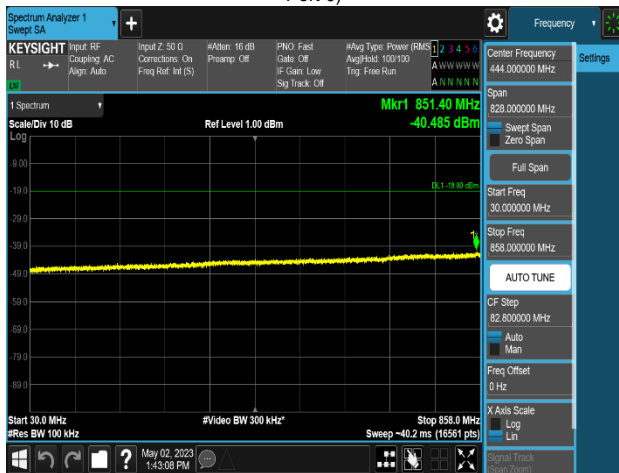 Spectrum Analyzer 1
Swept SA
+
Frequency
KEYSIGHT
RL
Input: RF
Coupling: AC
Align: Auto
Input Z: 50 Ω
Corrections: On
Freq Ref: Int (S)
#Atten: 16 dB
Preamp: Off
PNO: Fast
Gate: Off
IF Gain: Low
Sig Track: Off
#Avg Type: Power (RMS
Avg|Hold: 100/100
Trig: Free Run
1 2 3 4 5 6
A W W W W W
A N N N N N
Center Frequency
444.000000 MHz
Settings
Span
828.000000 MHz
Swept Span
Zero Span
Full Span
Start Freq
30.000000 MHz
Stop Freq
858.000000 MHz
AUTO TUNE
CF Step
82.800000 MHz
Auto
Man
Freq Offset
0 Hz
X Axis Scale
Log
Lin
Signal Track
(Span Zoom)
1 Spectrum
Scale/Div 10 dB
Ref Level 1.00 dBm
Mkr1 851.40 MHz
-40.485 dBm
Log
-9.00
-19.0
-29.0
-39.0
-49.0
-59.0
-69.0
-79.0
-89.0
DL1 -19.00 dBm
1
Start 30.0 MHz
#Res BW 100 kHz
#Video BW 300 kHz*
Stop 858.0 MHz
Sweep ~40.2 ms (16561 pts)
?
May 02, 2023
1:43:08 PM